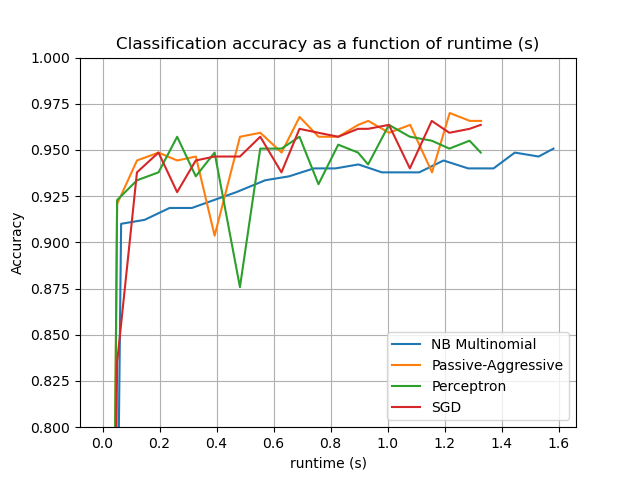 Classification accuracy as a function of runtime (s)
1.000
0.975
0.950
0.925
0.900
0.875
0.850
0.825
0.800
Accuracy
NB Multinomial
Passive-Aggressive
Perceptron
SGD
0.0 0.2 0.4 0.6 0.8 1.0 1.2 1.4 1.6
runtime (s)